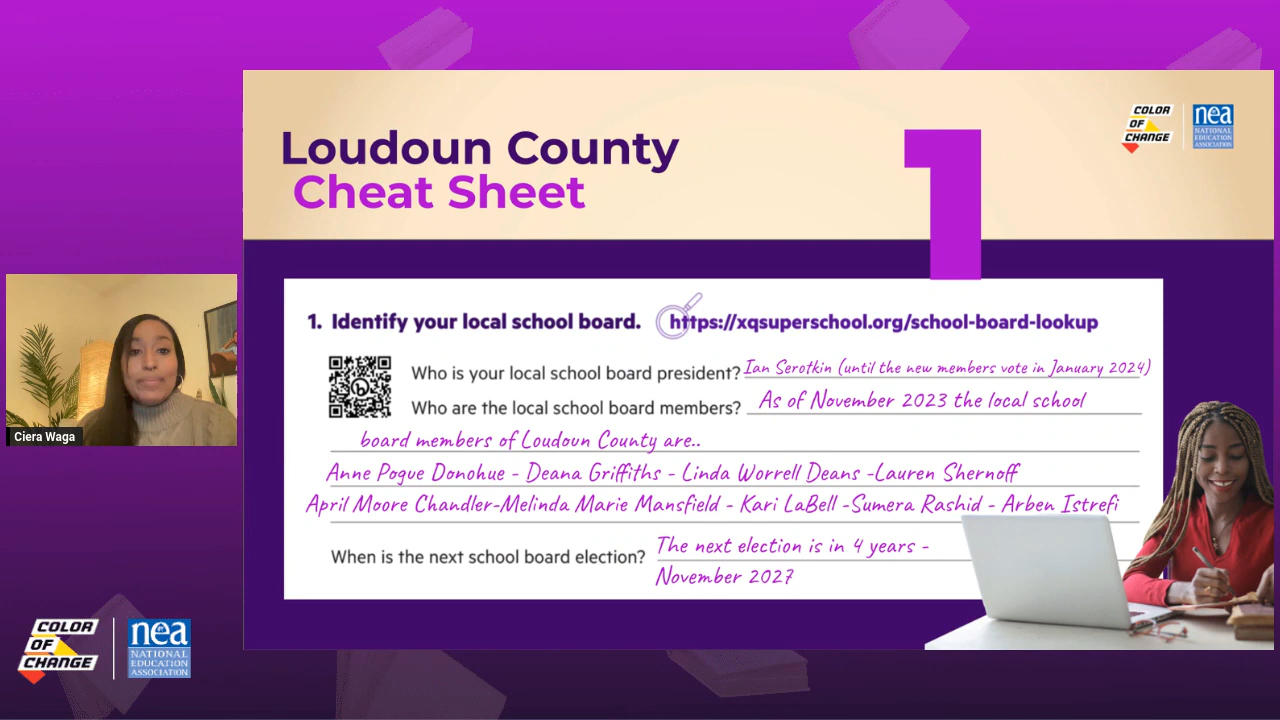 Loudoun County
Cheat Sheet
COLOR
OF
CHANGE
nea
NATIONAL
EDUCATION
ASSOCIATION
1
1. Identify your local school board. https://xqsuperschool.org/school-board-lookup
Who is your local school board president? Ian Serotkin (until the new members vote in January 2024)
Who are the local school board members? As of November 2023 the local school
board members of Loudoun County are..
Anne Pogue Donohue - Deana Griffiths - Linda Worrell Deans -Lauren Shernoff
April Moore Chandler-Melinda Marie Mansfield - Kari LaBell -Sumera Rashid - Arben Istrefi
When is the next school board election? The next election is in 4 years -
November 2027
Ciera Waga
COLOR
OF
CHANGE
nea
NATIONAL
EDUCATION
ASSOCIATION